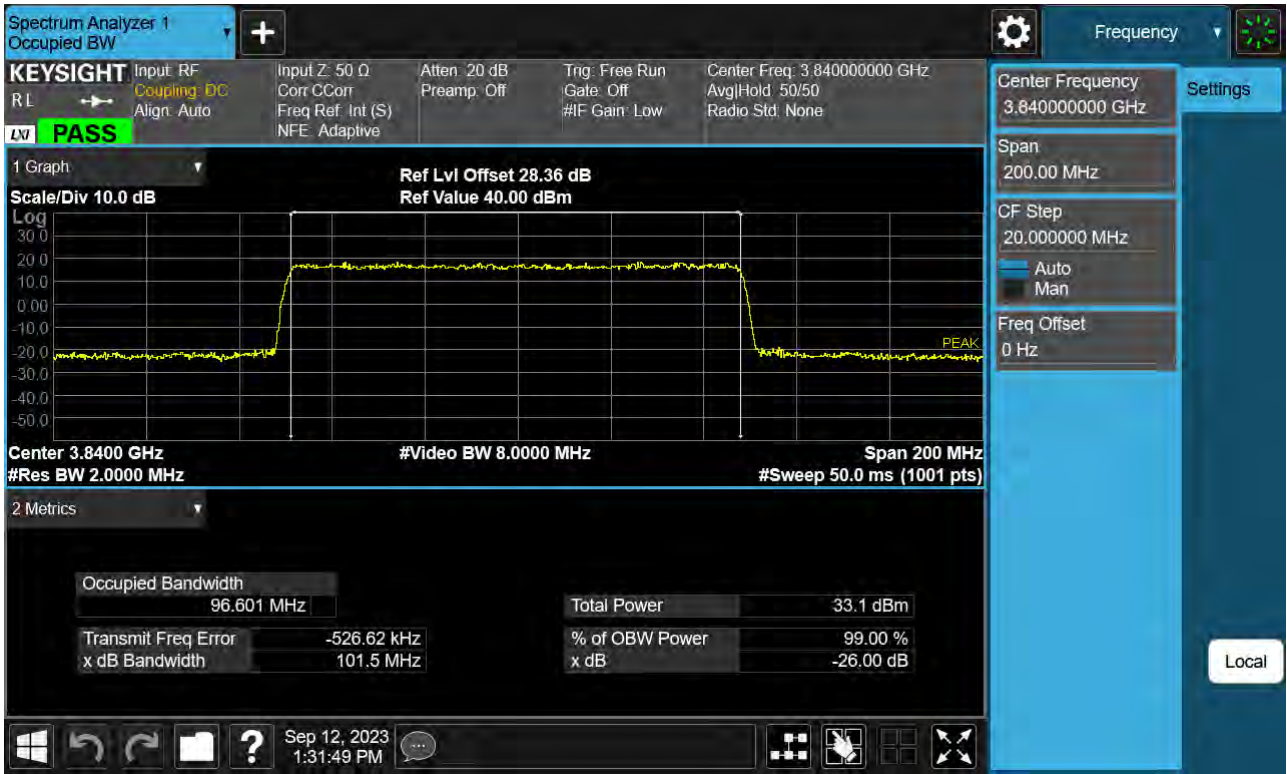 Spectrum Analyzer 1
Occupied BW
+
Frequency
KEYSIGHT
RL
LXI
PASS
Input: RF
Coupling: DC
Align: Auto
Input Z: 50 Ω
Corr CCorr
Freq Ref: Int (S)
NFE: Adaptive
Atten: 20 dB
Preamp: Off
Trig: Free Run
Gate: Off
#IF Gain: Low
Center Freq: 3.840000000 GHz
Avg|Hold: 50/50
Radio Std: None
Center Frequency
3.840000000 GHz
Settings
Span
200.00 MHz
CF Step
20.000000 MHz
Auto
Man
Freq Offset
0 Hz
Local
1 Graph
Scale/Div 10.0 dB
Ref Lvl Offset 28.36 dB
Ref Value 40.00 dBm
Log
30.0
20.0
10.0
0.00
-10.0
-20.0
-30.0
-40.0
-50.0
PEAK
Center 3.8400 GHz
#Res BW 2.0000 MHz
#Video BW 8.0000 MHz
Span 200 MHz
#Sweep 50.0 ms (1001 pts)
2 Metrics
Occupied Bandwidth
96.601 MHz
Total Power 33.1 dBm
Transmit Freq Error -526.62 kHz
% of OBW Power 99.00 %
x dB Bandwidth 101.5 MHz
x dB -26.00 dB
?
Sep 12, 2023
1:31:49 PM